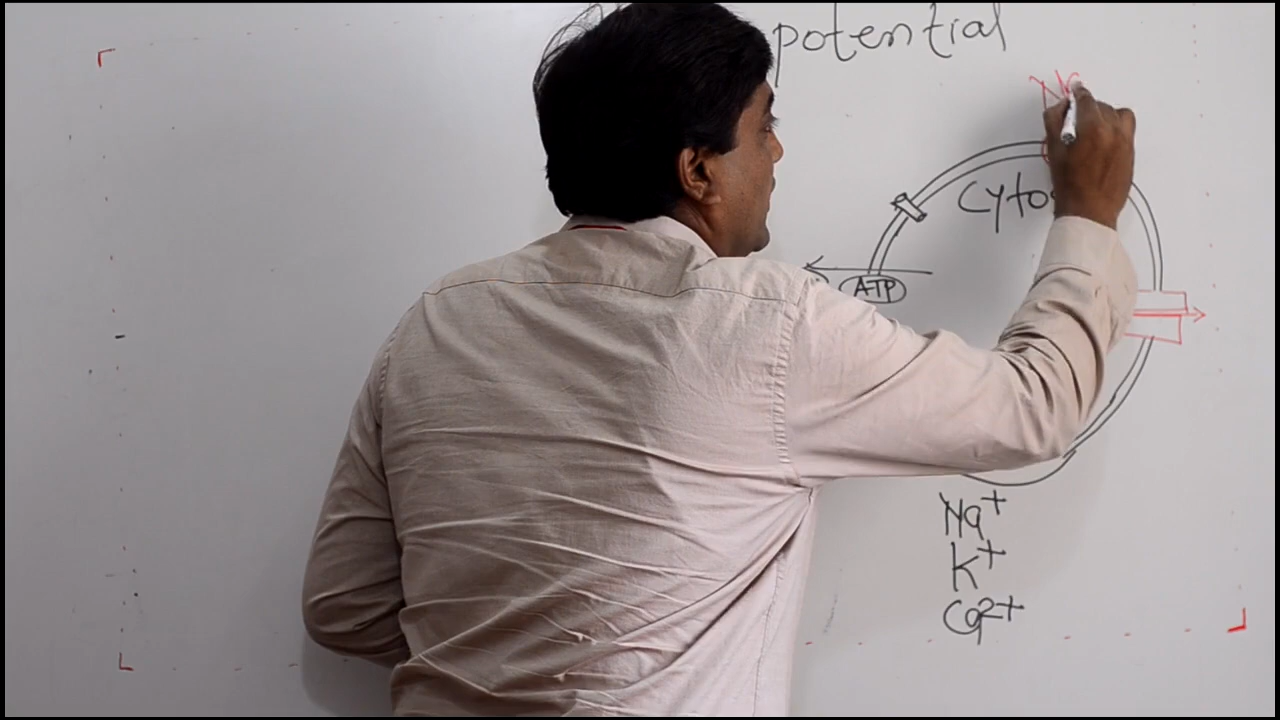 potential
Cyto
ATP
Na⁺
K⁺
Ca²⁺